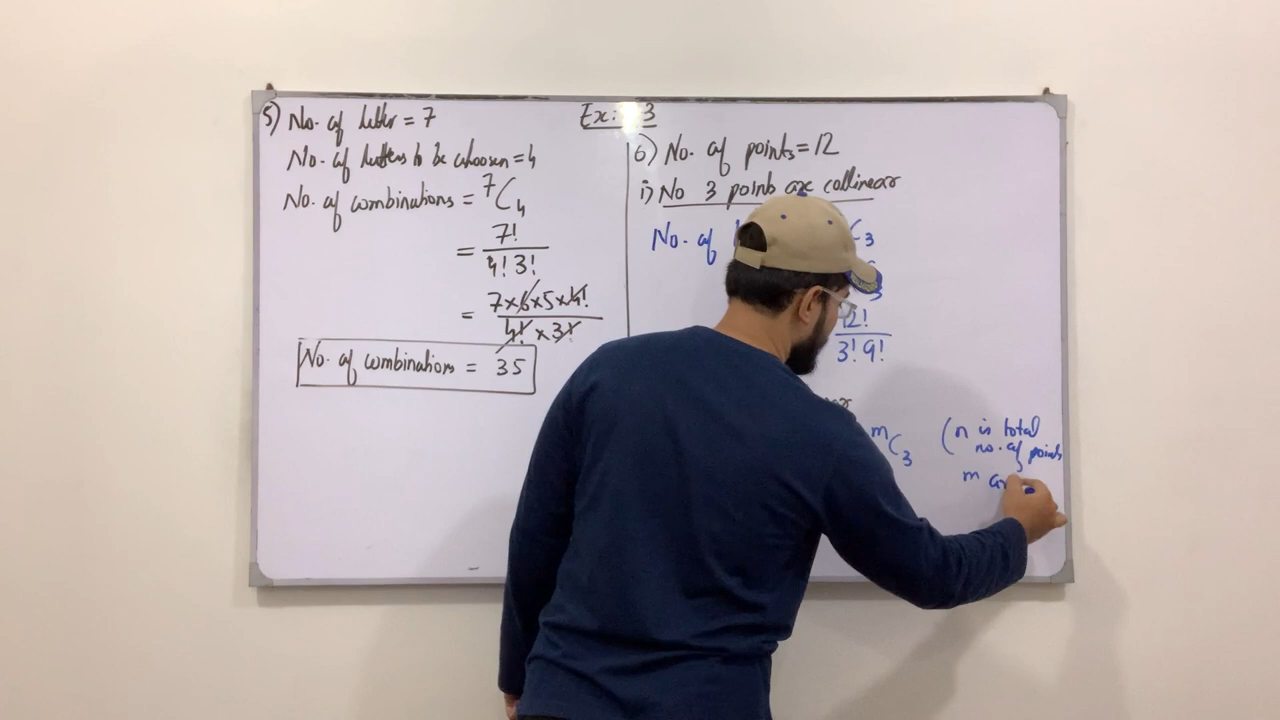 Ex: 3
5) No. of letter = 7
No. of letters to be choosen = 4
No. of combinations = ⁷C₄
= 7! / 4! 3!
= 7×6×5×4! / 4! × 3!
No. of combinations = 35
6) No. of points = 12
i) No 3 points are collinear
No. of C₃
12! / 3! 9!
ᵐC₃ (n is total
no. of points
m